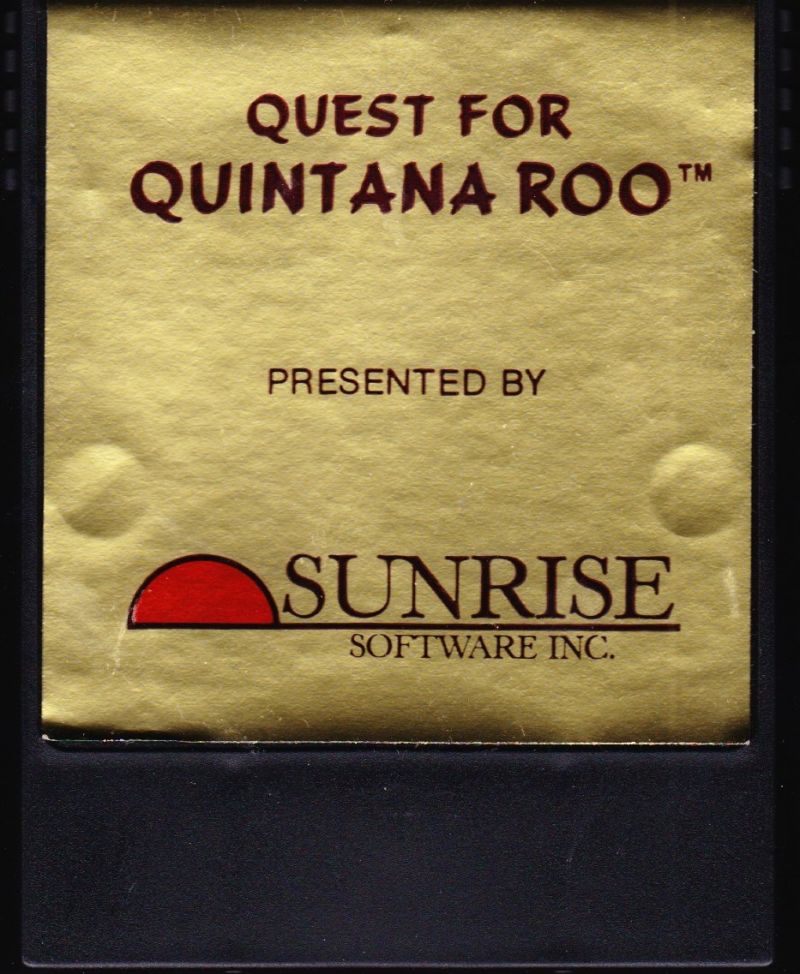 QUEST FOR
QUINTANA ROO™
PRESENTED BY
SUNRISE
SOFTWARE INC.